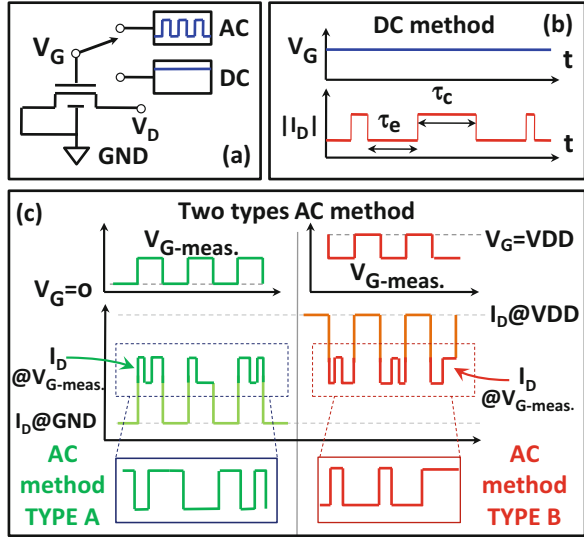 V_G
AC
DC
V_D
GND
(a)
DC method
(b)
V_G
t
τ_c
|I_D|
τ_e
t
(c)
Two types AC method
V_G-meas.
V_G=o
V_G=VDD
V_G-meas.
I_D@VDD
I_D
@V_G-meas.
I_D
@V_G-meas.
I_D@GND
AC
method
TYPE A
AC
method
TYPE B